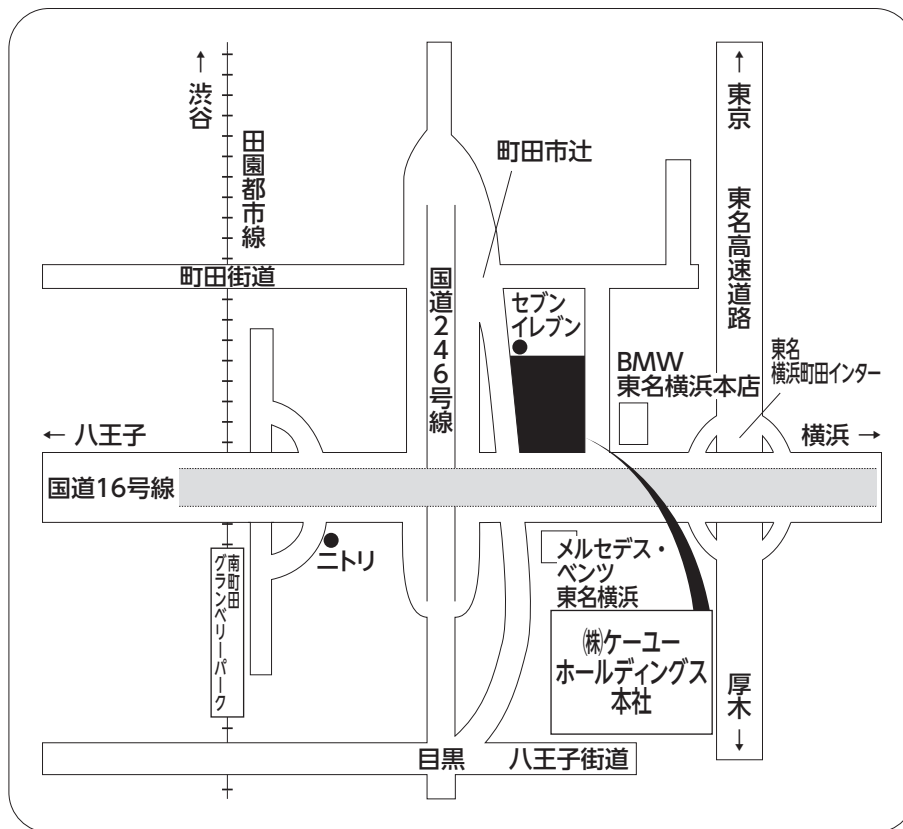 ↑
渋谷
田園都市線
町田街道
国道246号線
町田市辻
セブン
イレブン
↑
東京
東名高速道路
BMW
東名横浜本店
東名
横浜町田インター
← 八王子
横浜 →
国道16号線
ニトリ
南町田
グランベリーパーク
メルセデス・
ベンツ
東名横浜
㈱ケーユー
ホールディングス
本社
厚木
↓
目黒
八王子街道